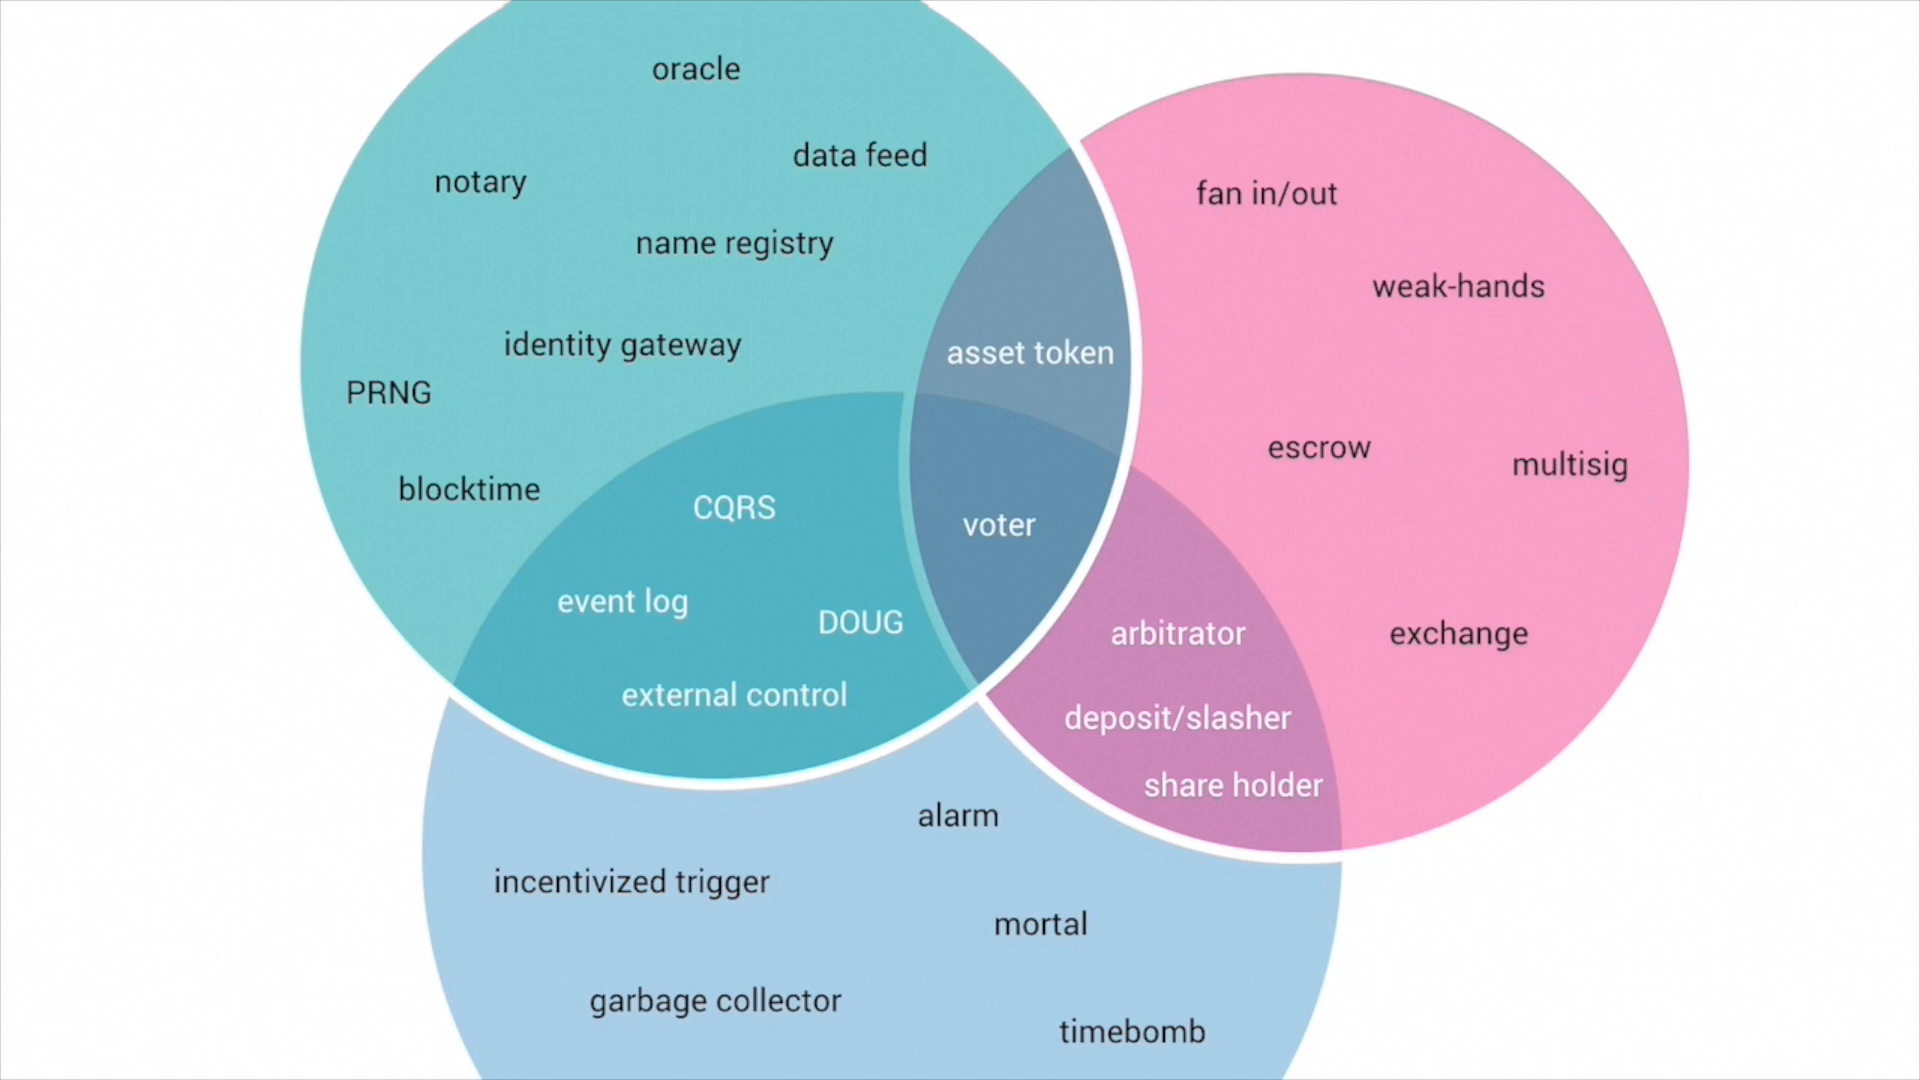 oracle
data feed
notary
fan in/out
name registry
weak-hands
identity gateway
asset token
PRNG
escrow
multisig
blocktime
CQRS
voter
event log
DOUG
arbitrator
exchange
external control
deposit/slasher
share holder
alarm
incentivized trigger
mortal
garbage collector
timebomb